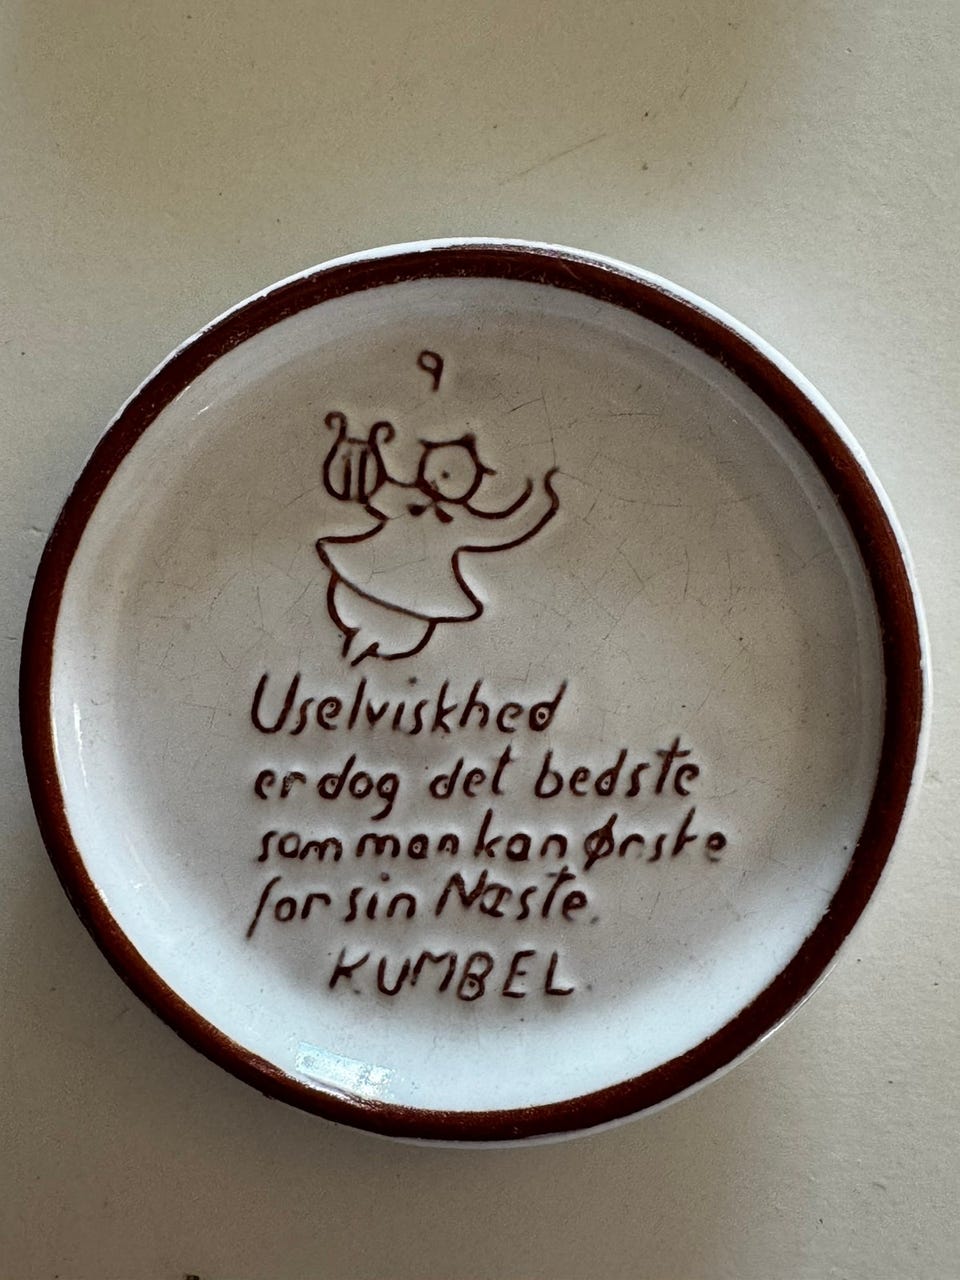 9
Uselviskhed
er dog det bedste
som man kan ønske
for sin Næste.
KUMBEL